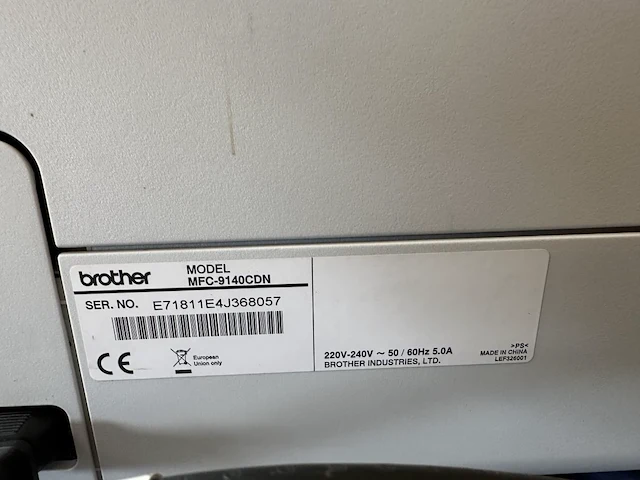 brother
MODEL
MFC-9140CDN
SER. NO. E71811E4J368057
CE
European
Union only
220V-240V ~ 50 / 60Hz 5.0A
BROTHER INDUSTRIES, LTD.
>PS<
MADE IN CHINA
LEF326001